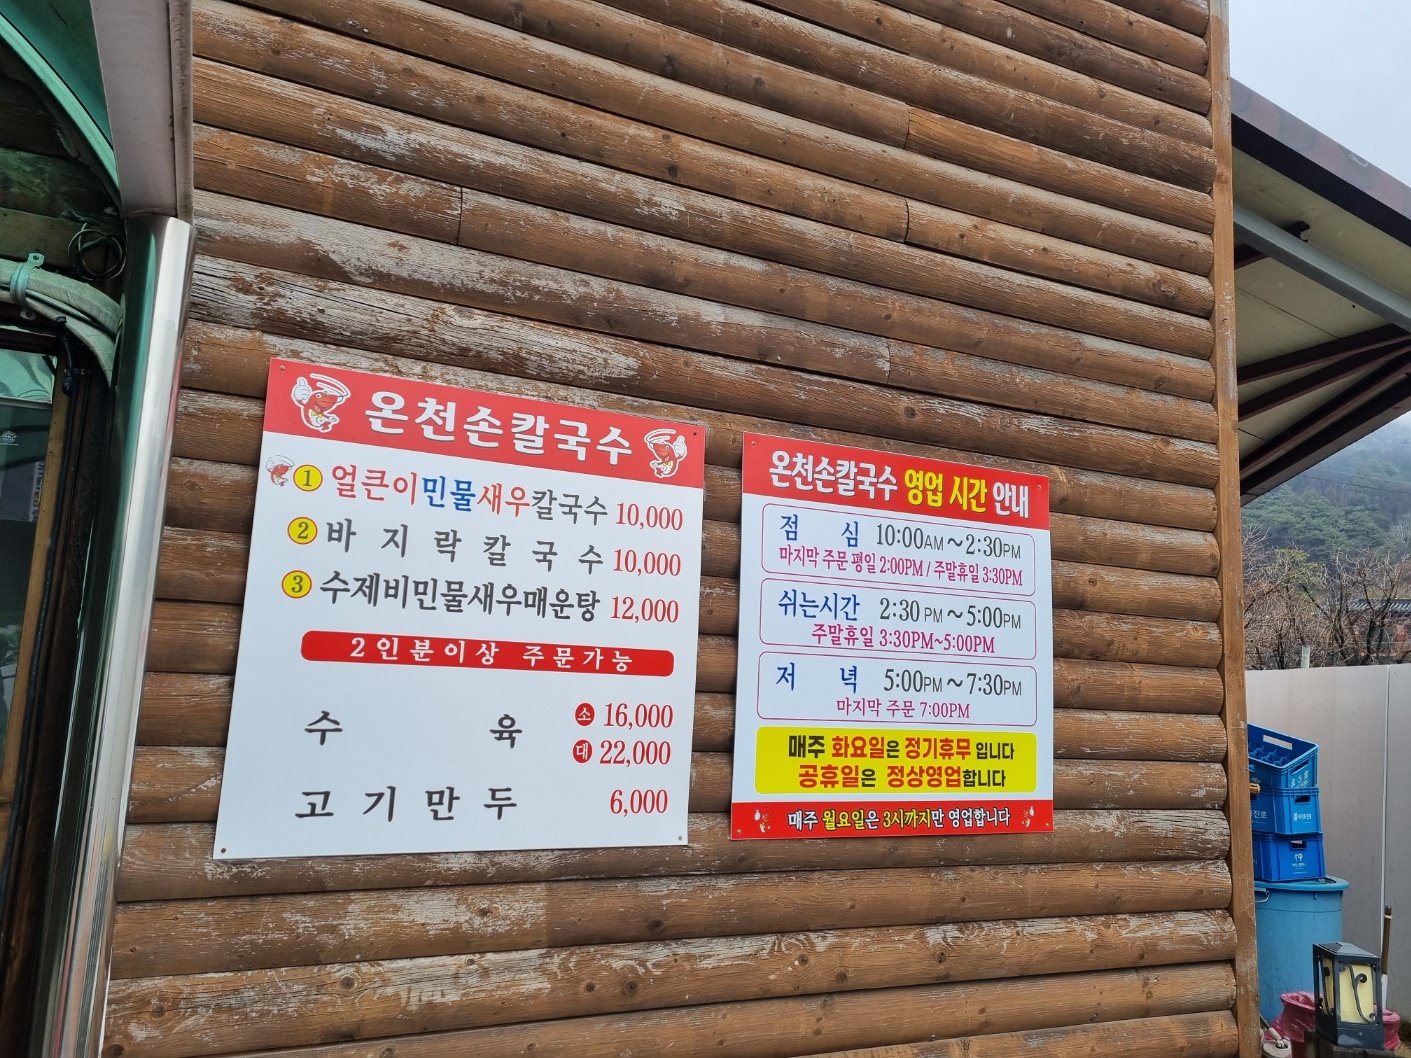 온천손칼국수
1 얼큰이민물새우칼국수 10,000
2 바지락칼국수 10,000
3 수제비민물새우매운탕 12,000
2인분이상 주문가능
수육 소 16,000
대 22,000
고기만두 6,000
온천손칼국수 영업 시간 안내
점심 10:00AM~2:30PM
마지막 주문 평일 2:00PM / 주말휴일 3:30PM
쉬는시간 2:30 PM~5:00PM
주말휴일 3:30PM~5:00PM
저녁 5:00PM~7:30PM
마지막 주문 7:00PM
매주 화요일은 정기휴무 입니다
공휴일은 정상영업합니다
매주 월요일은 3시까지만 영업합니다